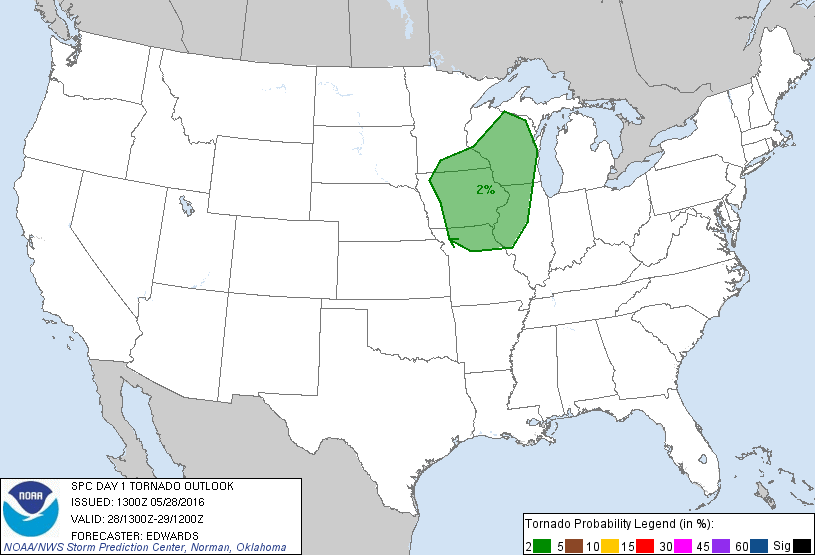 2%
NOAA
SPC DAY 1 TORNADO OUTLOOK
ISSUED: 1300Z 05/28/2016
VALID: 28/1300Z-29/1200Z
FORECASTER: EDWARDS
NOAA/NWS Storm Prediction Center, Norman, Oklahoma
Tornado Probability Legend (in %):
2 5 10 15 30 45 60 Sig